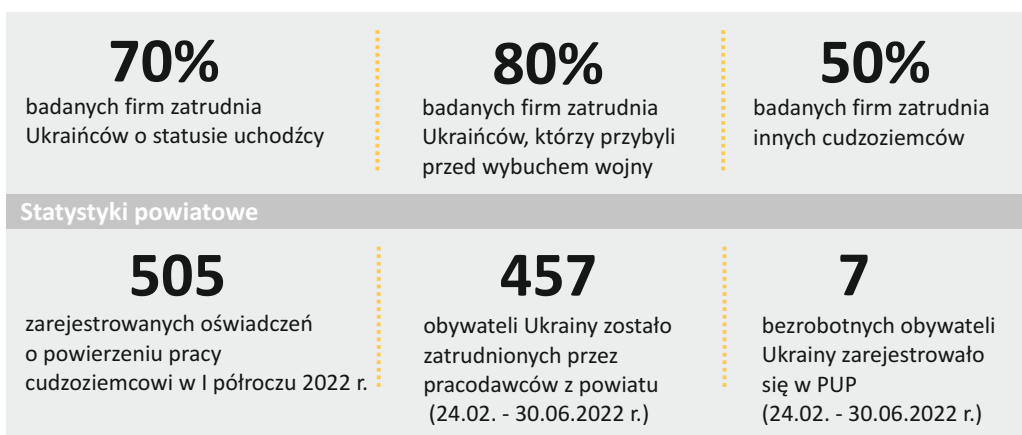 70%
badanych firm zatrudnia
Ukraińców o statusie uchodźcy
80%
badanych firm zatrudnia
Ukraińców, którzy przybyli
przed wybuchem wojny
50%
badanych firm zatrudnia
innych cudzoziemców
Statystyki powiatowe
505
zarejestrowanych oświadczeń
o powierzeniu pracy
cudzoziemcowi w I półroczu 2022 r.
457
obywateli Ukrainy zostało
zatrudnionych przez
pracodawców z powiatu
(24.02. - 30.06.2022 r.)
7
bezrobotnych obywateli
Ukrainy zarejestrowało
się w PUP
(24.02. - 30.06.2022 r.)